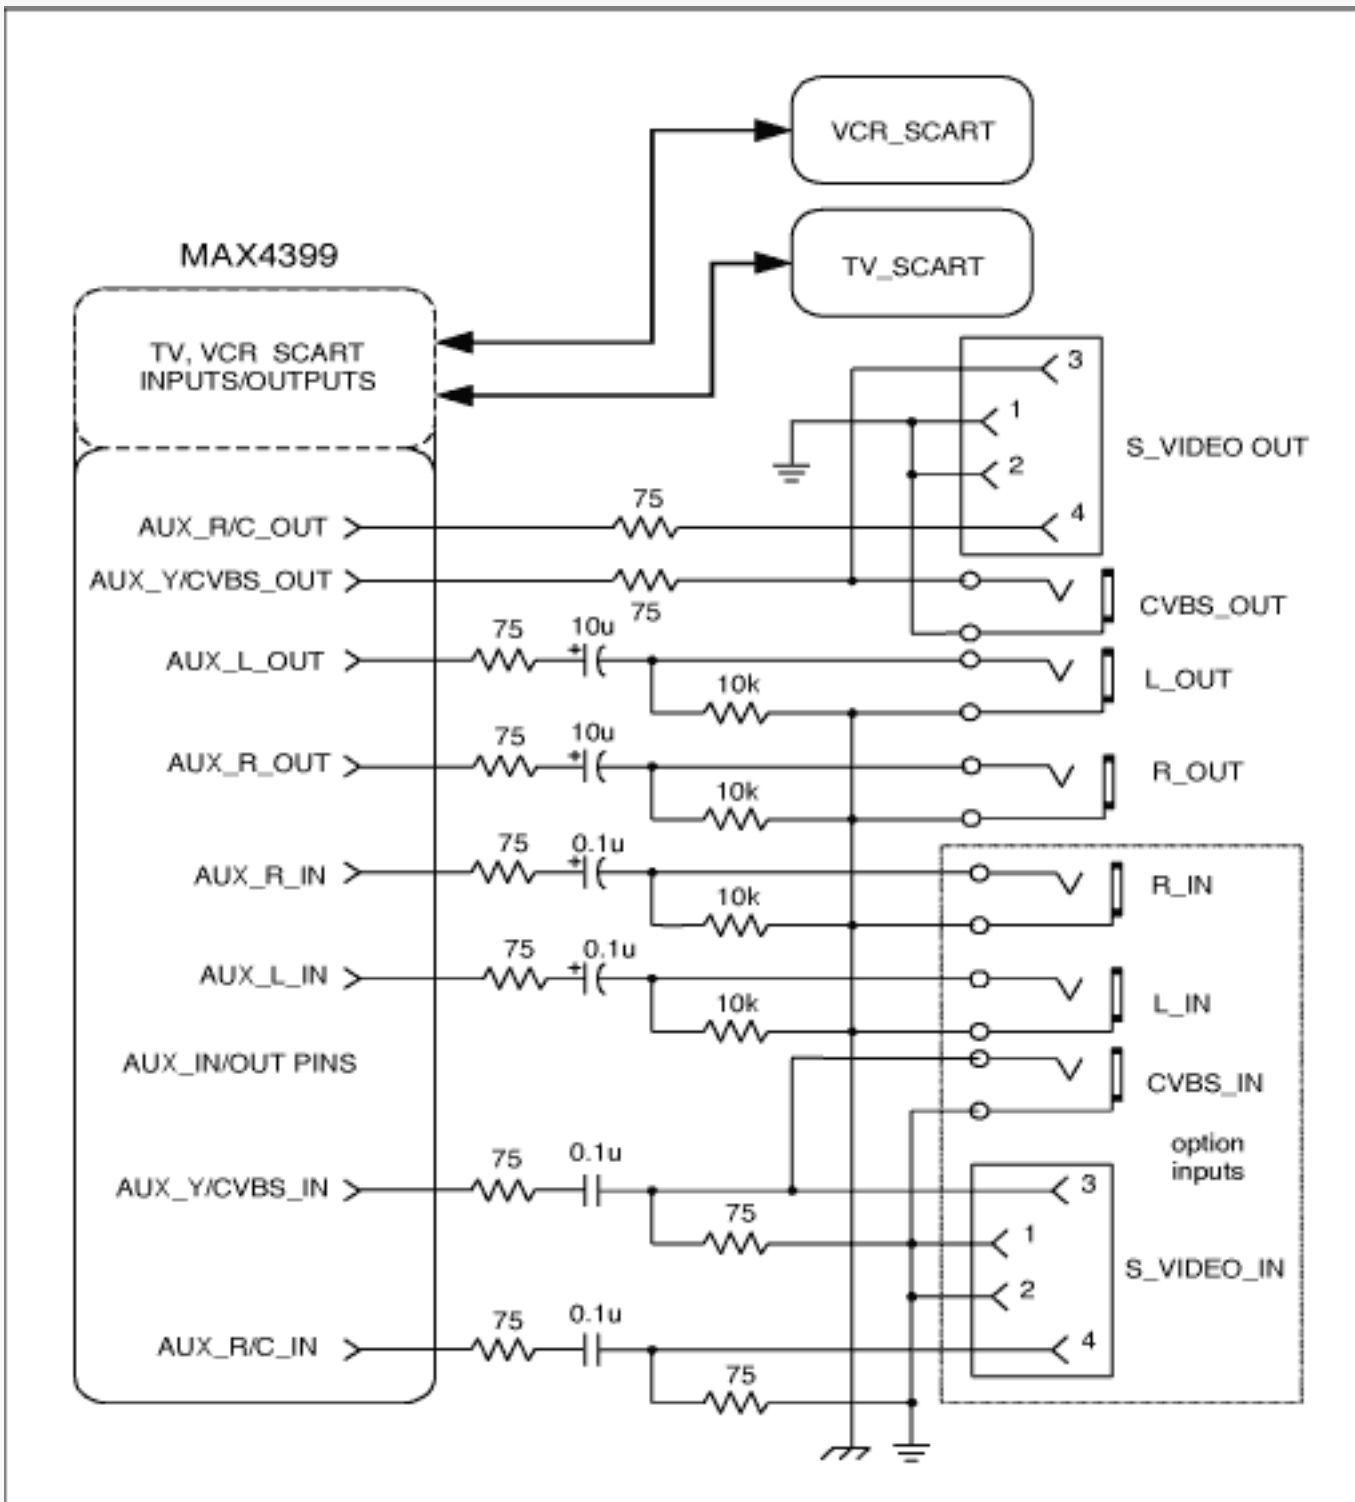 VCR_SCART
TV_SCART
MAX4399
TV, VCR SCART
INPUTS/OUTPUTS
3
1
2
4
S_VIDEO OUT
AUX_R/C_OUT
75
AUX_Y/CVBS_OUT
75
CVBS_OUT
AUX_L_OUT
75
+
10u
10k
L_OUT
AUX_R_OUT
75
+
10u
10k
R_OUT
AUX_R_IN
75
+
0.1u
10k
R_IN
AUX_L_IN
75
+
0.1u
10k
L_IN
AUX_IN/OUT PINS
CVBS_IN
option
inputs
AUX_Y/CVBS_IN
75
0.1u
75
3
1
2
4
S_VIDEO_IN
AUX_R/C_IN
75
0.1u
75